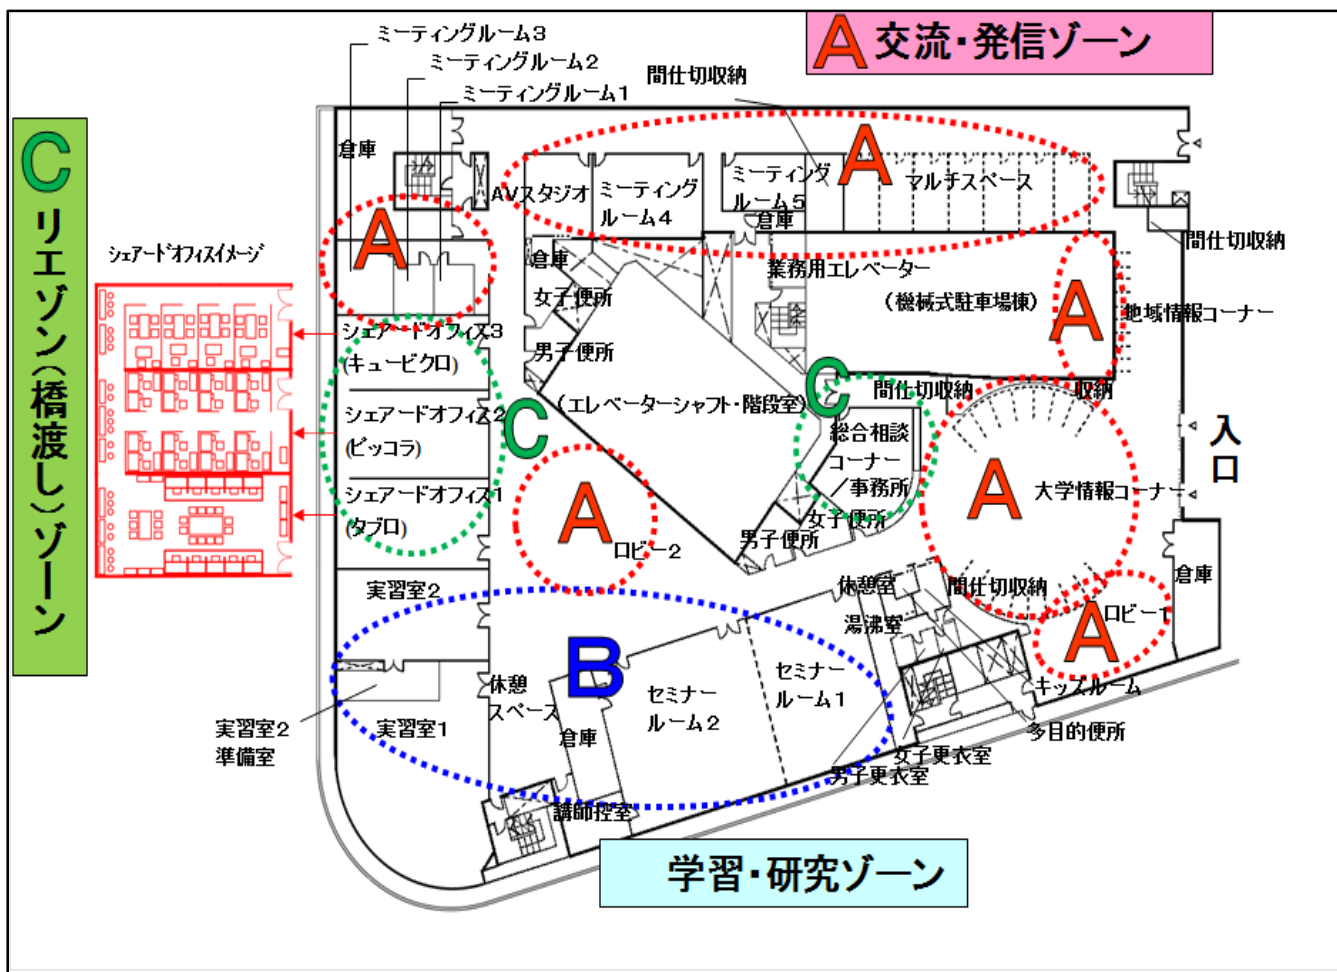 A 交流・発信ゾーン
ミーティングルーム3
ミーティングルーム2
ミーティングルーム1
間仕切収納
C
リエゾン(橋渡し)ゾーン
倉庫
A
AVスタジオ
ミーティング
ルーム4
ミーティング
ルーム5
倉庫
A
マルチスペース
間仕切収納
シェアードオフィスイメージ
A
倉庫
女子便所
男子便所
業務用エレベーター
(機械式駐車場棟)
A
地域情報コーナー
シェアードオフィス3
(キュービクロ)
シェアードオフィス2
(ピッコラ)
シェアードオフィス1
(タブロ)
C
(エレベーターシャフト・階段室)
C
間仕切収納
収納
総合相談
コーナー
/事務所
女子便所
男子便所
A
大学情報コーナー
入口
A
ロビー2
実習室2
休憩室
間仕切収納
湯沸室
倉庫
A
ロビー1
キッズルーム
多目的便所
女子更衣室
男子更衣室
B
セミナー
ルーム1
セミナー
ルーム2
休憩
スペース
倉庫
実習室1
実習室2
準備室
講師控室
学習・研究ゾーン